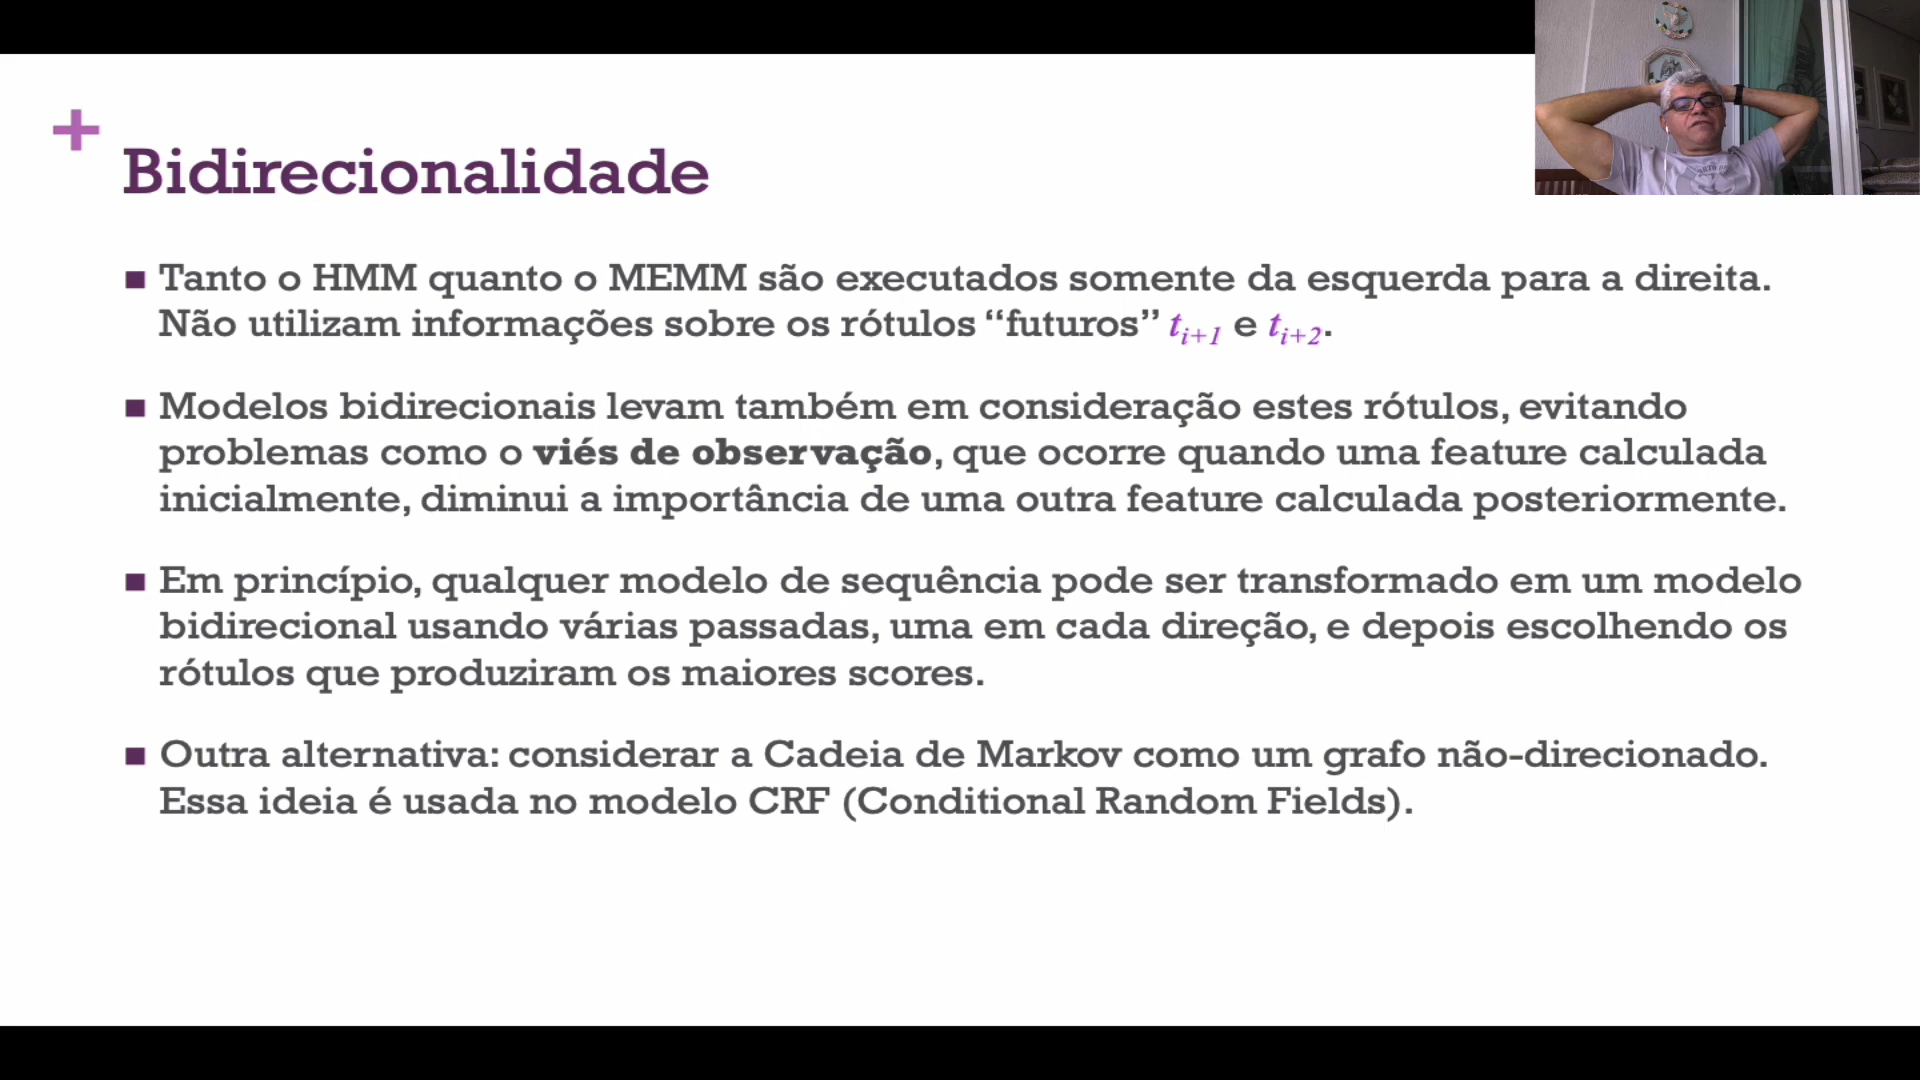 +
Bidirecionalidade
■ Tanto o HMM quanto o MEMM são executados somente da esquerda para a direita.
Não utilizam informações sobre os rótulos “futuros” tᵢ₊₁ e tᵢ₊₂.
■ Modelos bidirecionais levam também em consideração estes rótulos, evitando
problemas como o viés de observação, que ocorre quando uma feature calculada
inicialmente, diminui a importância de uma outra feature calculada posteriormente.
■ Em princípio, qualquer modelo de sequência pode ser transformado em um modelo
bidirecional usando várias passadas, uma em cada direção, e depois escolhendo os
rótulos que produziram os maiores scores.
■ Outra alternativa: considerar a Cadeia de Markov como um grafo não-direcionado.
Essa ideia é usada no modelo CRF (Conditional Random Fields).